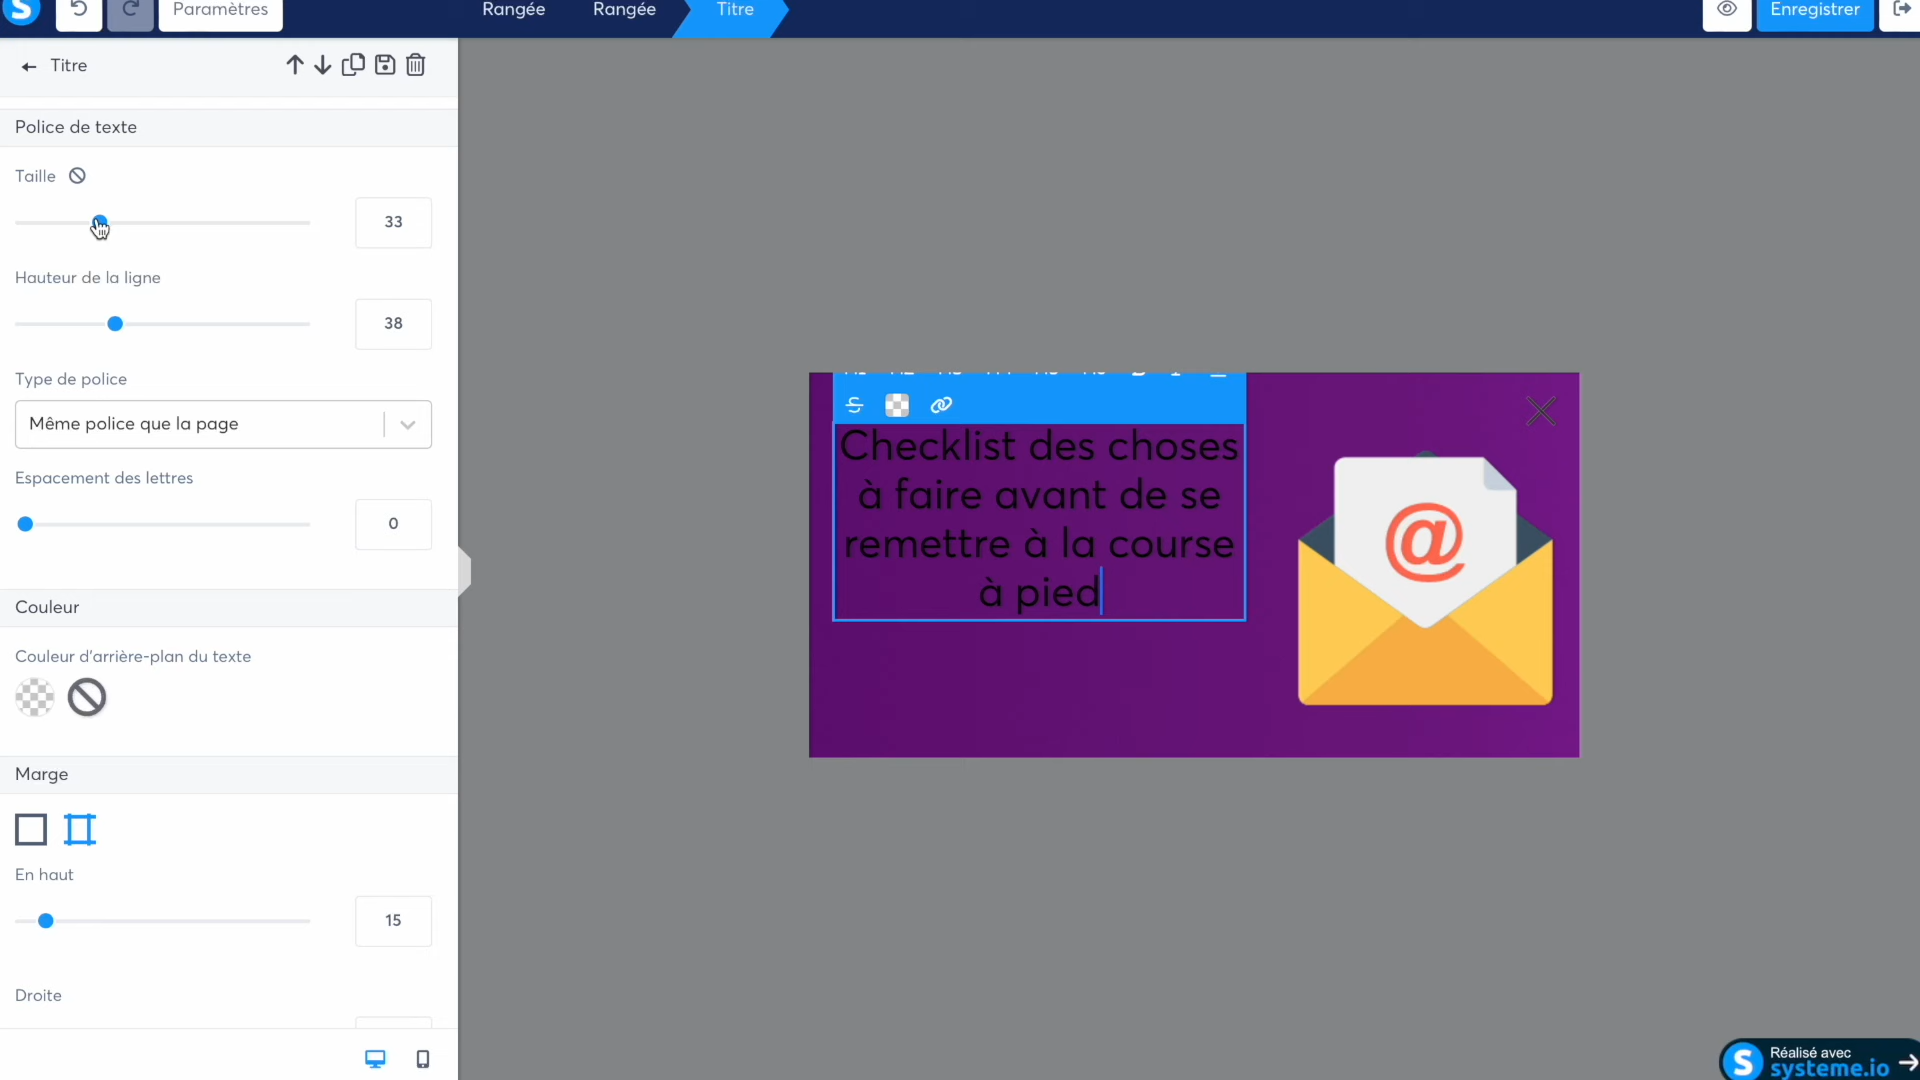 Paramètres
Rangée
Rangée
Titre
Enregistrer
Titre
Police de texte
Taille
33
Hauteur de la ligne
38
Type de police
Même police que la page
Espacement des lettres
0
Couleur
Couleur d'arrière-plan du texte
Marge
En haut
15
Droite
Checklist des choses
à faire avant de se
remettre à la course
à pied
@
Réalisé avec
systeme.io